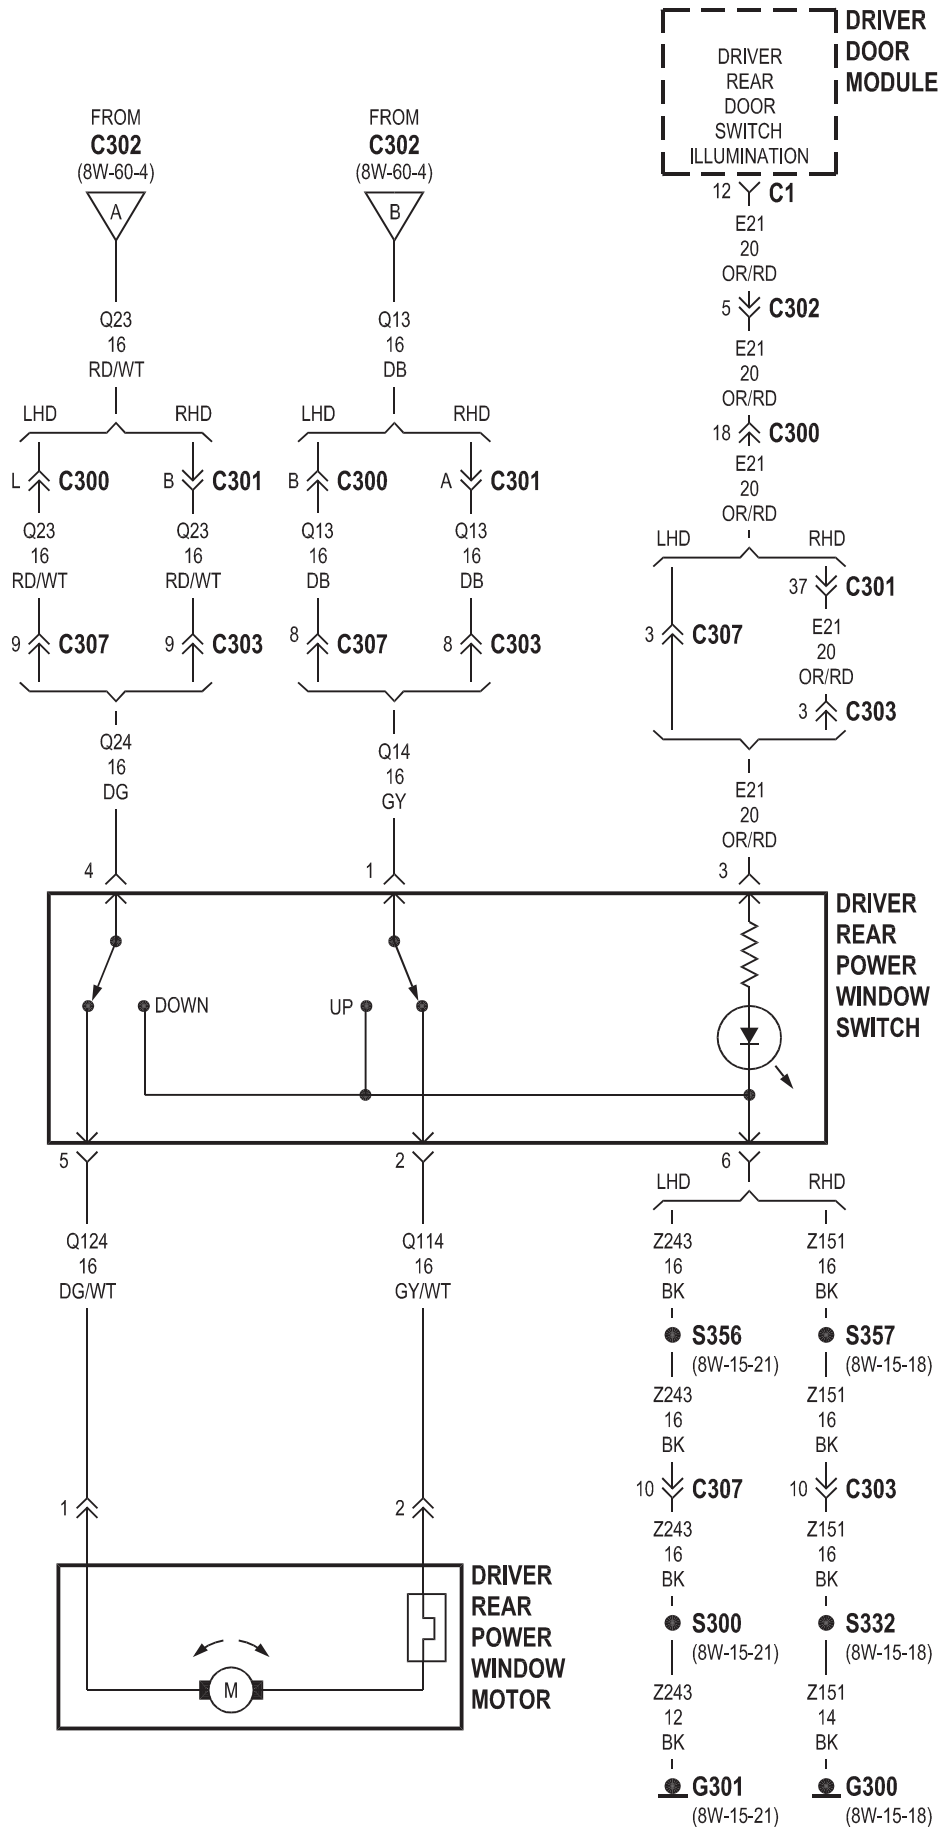 DRIVER
DOOR
MODULE
DRIVER
REAR
DOOR
SWITCH
ILLUMINATION
12 C1
E21
20
OR/RD
5 C302
E21
20
OR/RD
18 C300
E21
20
OR/RD
LHD RHD
37 C301
3 C307
E21
20
OR/RD
3 C303
E21
20
OR/RD
3
FROM
C302
(8W-60-4)
A
Q23
16
RD/WT
LHD RHD
L C300 B C301
Q23 Q23
16 16
RD/WT RD/WT
9 C307 9 C303
Q24
16
DG
4
FROM
C302
(8W-60-4)
B
Q13
16
DB
LHD RHD
B C300 A C301
Q13 Q13
16 16
DB DB
8 C307 8 C303
Q14
16
GY
1
DRIVER
REAR
POWER
WINDOW
SWITCH
DOWN UP
5 2 6
Q124
16
DG/WT
1
Q114
16
GY/WT
2
DRIVER
REAR
POWER
WINDOW
MOTOR
M
LHD RHD
Z243 Z151
16 16
BK BK
S356 S357
(8W-15-21) (8W-15-18)
Z243 Z151
16 16
BK BK
10 C307 10 C303
Z243 Z151
16 16
BK BK
S300 S332
(8W-15-21) (8W-15-18)
Z243 Z151
12 14
BK BK
G301 G300
(8W-15-21) (8W-15-18)